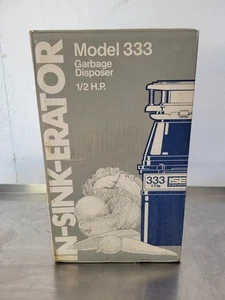 IN-SINK-ERATOR
Model 333
Garbage
Disposer
1/2 H.P.
333